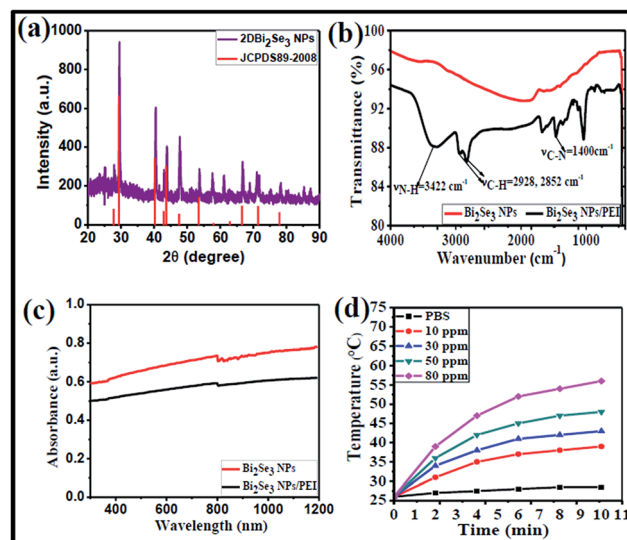 (a)
2DBi₂Se₃ NPs
JCPDS89-2008
Intensity (a.u.)
1000
800
600
400
200
0
20 30 40 50 60 70 80 90
2θ (degree)
(b)
Transmittance (%)
100
96
92
88
84
80
νC-N=1400cm⁻¹
νN-H=3422 cm⁻¹
νC-H=2928, 2852 cm⁻¹
Bi₂Se₃ NPs
Bi₂Se₃ NPs/PEI
4000 3000 2000 1000
Wavenumber (cm⁻¹)
(c)
Absorbance (a.u.)
1.0
0.8
0.6
0.4
0.2
0.0
Bi₂Se₃ NPs
Bi₂Se₃ NPs/PEI
400 600 800 1000 1200
Wavelength (nm)
(d)
Temperature (°C)
75
70
65
60
55
50
45
40
35
30
25
PBS
10 ppm
30 ppm
50 ppm
80 ppm
0 1 2 3 4 5 6 7 8 9 10 11
Time (min)